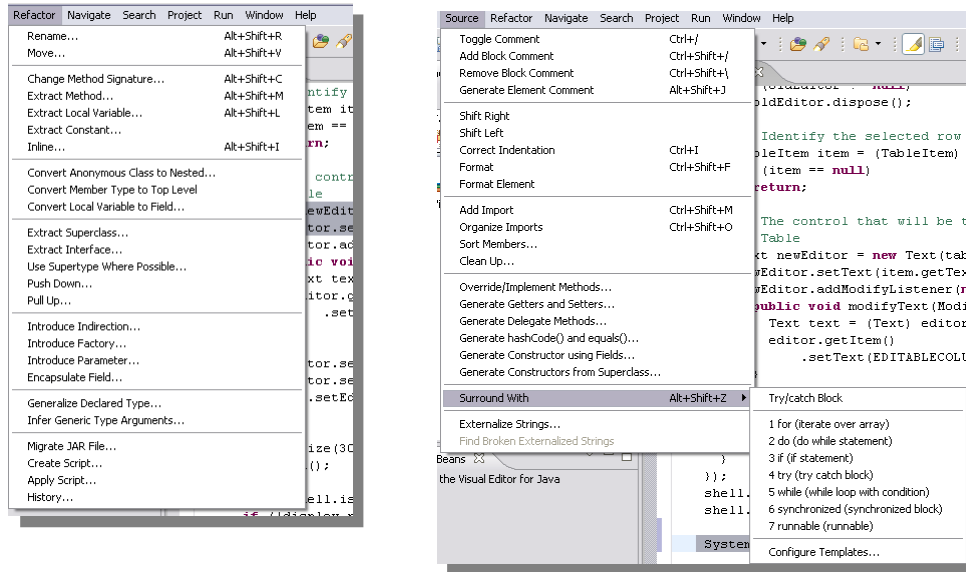 Refactor Navigate Search Project Run Window Help
Rename... Alt+Shift+R
Move... Alt+Shift+V
Change Method Signature... Alt+Shift+C
Extract Method... Alt+Shift+M
Extract Local Variable... Alt+Shift+L
Extract Constant...
Inline... Alt+Shift+I
Convert Anonymous Class to Nested...
Convert Member Type to Top Level
Convert Local Variable to Field...
Extract Superclass...
Extract Interface...
Use Supertype Where Possible...
Push Down...
Pull Up...
Introduce Indirection...
Introduce Factory...
Introduce Parameter...
Encapsulate Field...
Generalize Declared Type...
Infer Generic Type Arguments...
Migrate JAR File...
Create Script...
Apply Script...
History...
Source Refactor Navigate Search Project Run Window Help
Toggle Comment Ctrl+/
Add Block Comment Ctrl+Shift+/
Remove Block Comment Ctrl+Shift+\
Generate Element Comment Alt+Shift+J
Shift Right
Shift Left
Correct Indentation Ctrl+I
Format Ctrl+Shift+F
Format Element
Add Import Ctrl+Shift+M
Organize Imports Ctrl+Shift+O
Sort Members...
Clean Up...
Override/Implement Methods...
Generate Getters and Setters...
Generate Delegate Methods...
Generate hashCode() and equals()...
Generate Constructor using Fields...
Generate Constructors from Superclass...
Surround With Alt+Shift+Z
Externalize Strings...
Find Broken Externalized Strings
Try/catch Block
1 for (iterate over array)
2 do (do while statement)
3 if (if statement)
4 try (try catch block)
5 while (while loop with condition)
6 synchronized (synchronized block)
7 runnable (runnable)
Configure Templates...
oldEditor.dispose();
Identify the selected row
bleItem item = (TableItem)
(item == null)
return;
The control that will be t
Table
xt newEditor = new Text(tab
wEditor.setText(item.getTex
wEditor.addModifyListener(n
public void modifyText(Modi
Text text = (Text) editor
editor.getItem()
.setText(EDITABLECOLU
}
Beans
the Visual Editor for Java
}
});
shell.
shell.
System